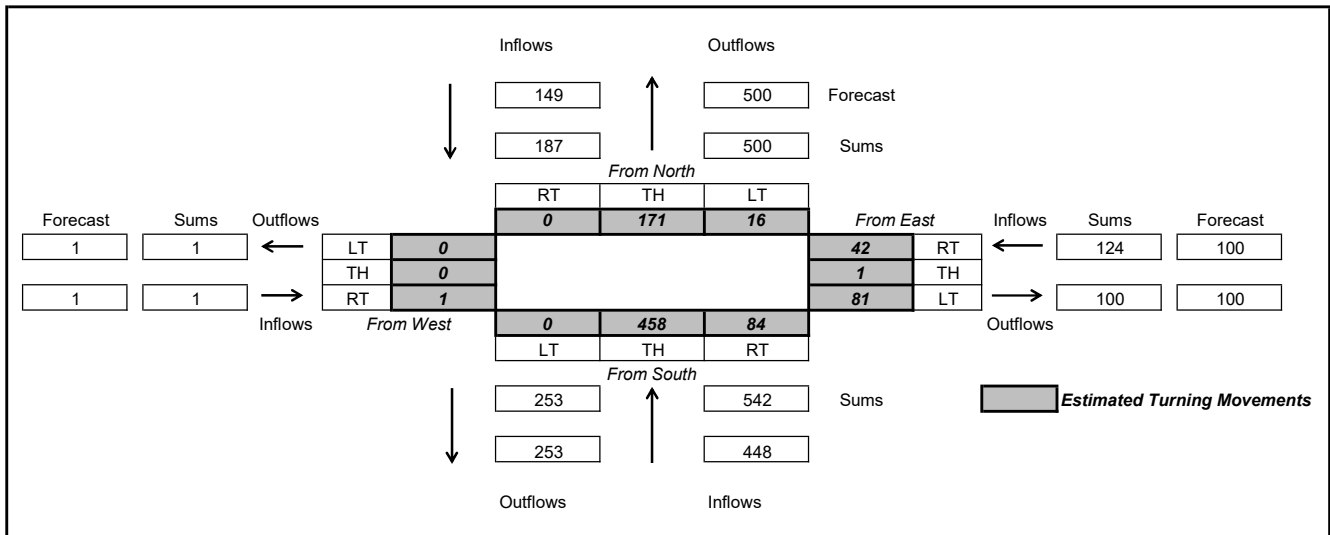 Inflows Outflows
149 500 Forecast
187 500 Sums
From North
RT TH LT
Forecast Sums Outflows 0 171 16 From East Inflows Sums Forecast
1 1 LT 0 42 RT 124 100
TH 0 1 TH
1 1 RT 1 81 LT 100 100
Inflows From West 0 458 84 Outflows
LT TH RT
From South
253 542 Sums Estimated Turning Movements
253 448
Outflows Inflows